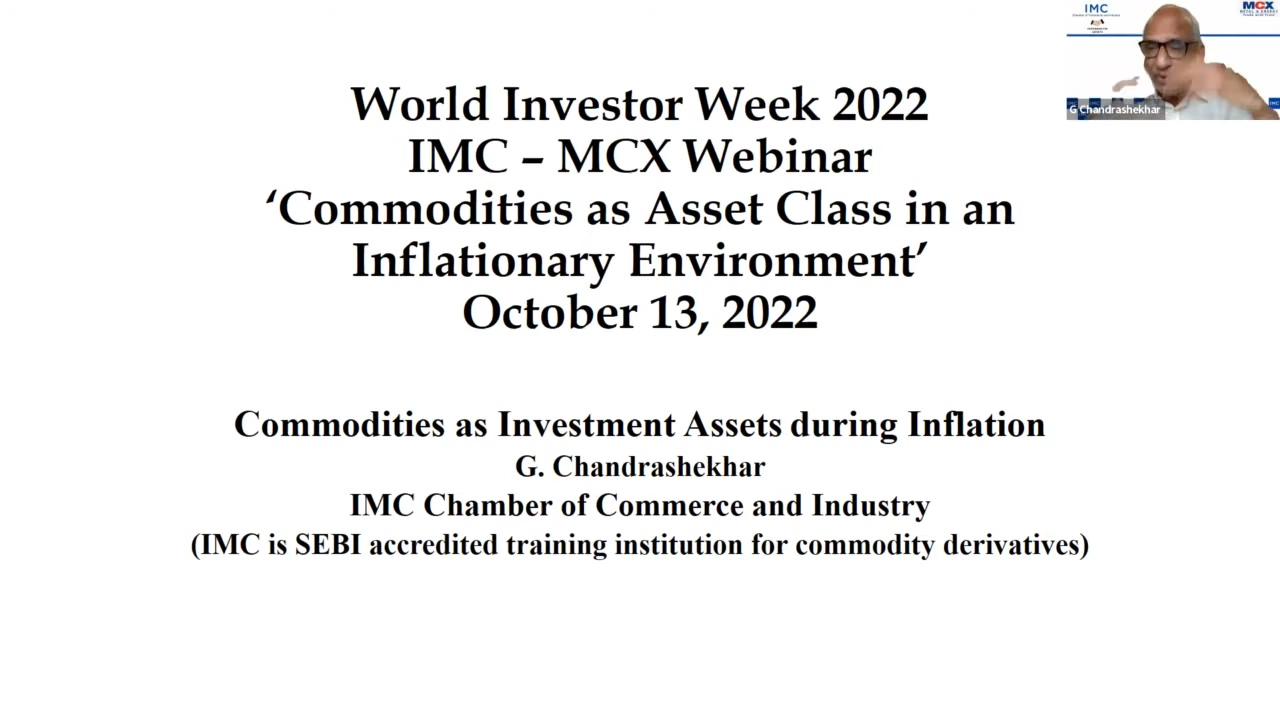 World Investor Week 2022
IMC – MCX Webinar
‘Commodities as Asset Class in an
Inflationary Environment’
October 13, 2022
Commodities as Investment Assets during Inflation
G. Chandrashekhar
IMC Chamber of Commerce and Industry
(IMC is SEBI accredited training institution for commodity derivatives)
IMC
MCX
METAL & ENERGY
G Chandrashekhar